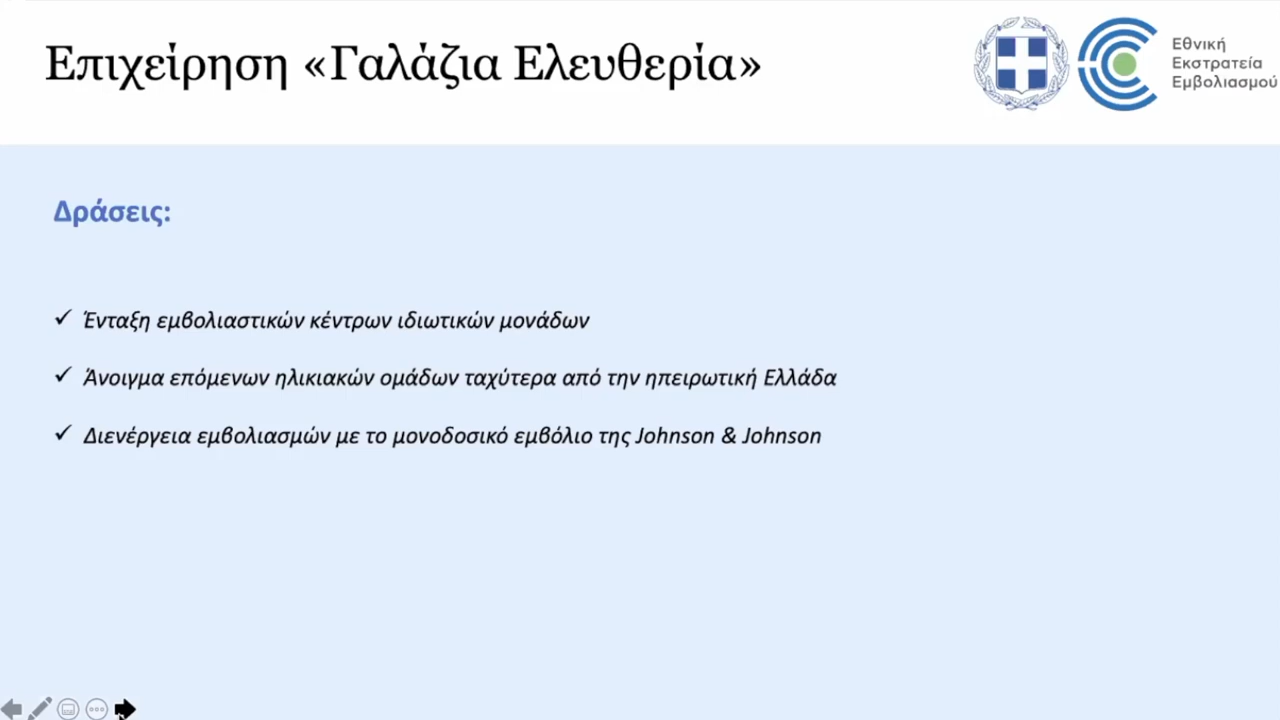 Επιχείρηση «Γαλάζια Ελευθερία»
Εθνική
Εκστρατεία
Εμβολιασμού
Δράσεις:
✓ Ένταξη εμβολιαστικών κέντρων ιδιωτικών μονάδων
✓ Άνοιγμα επόμενων ηλικιακών ομάδων ταχύτερα από την ηπειρωτική Ελλάδα
✓ Διενέργεια εμβολιασμών με το μονοδοσικό εμβόλιο της Johnson & Johnson